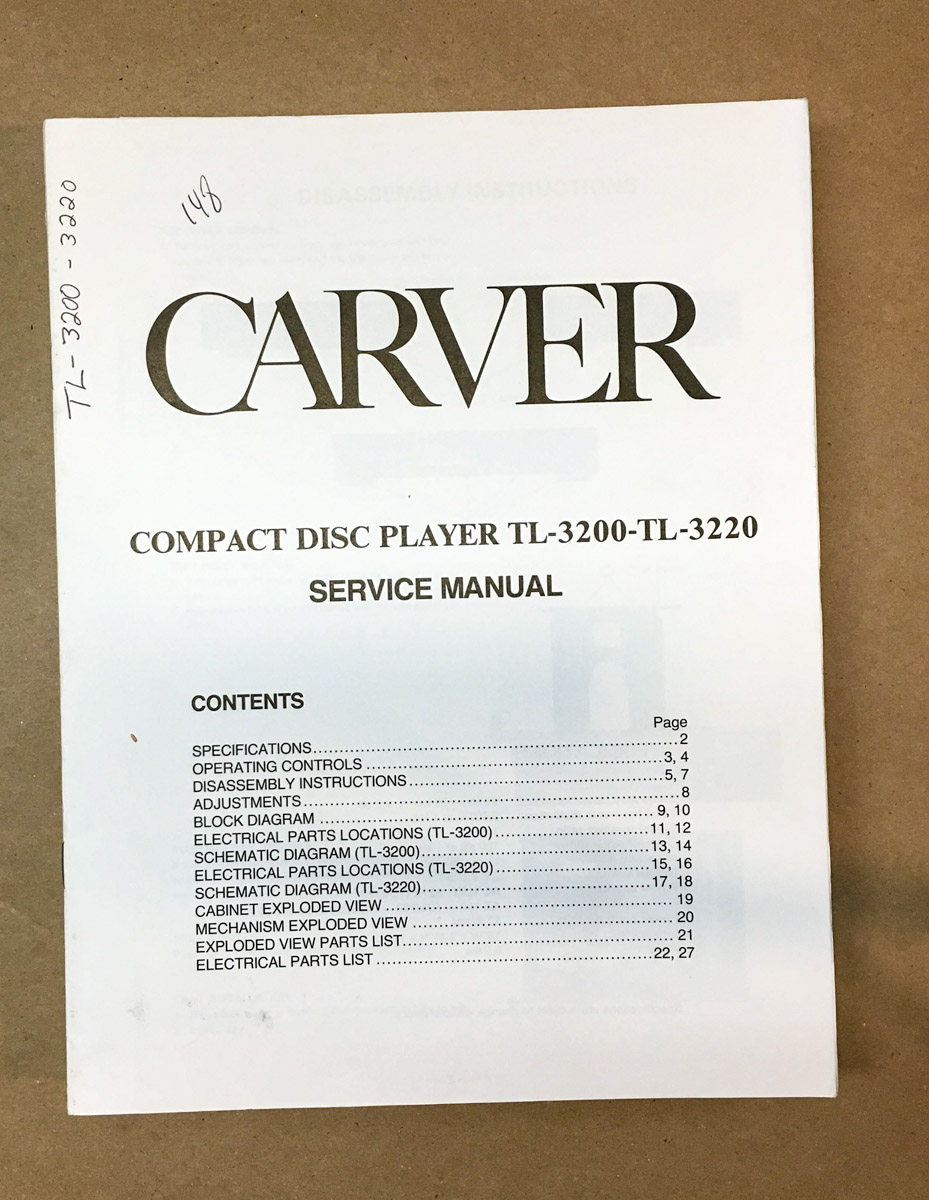 TL-3200-3220
148
CARVER
COMPACT DISC PLAYER TL-3200-TL-3220
SERVICE MANUAL
CONTENTS
Page
SPECIFICATIONS 2
OPERATING CONTROLS 3, 4
DISASSEMBLY INSTRUCTIONS 5, 7
ADJUSTMENTS 8
BLOCK DIAGRAM 9, 10
ELECTRICAL PARTS LOCATIONS (TL-3200) 11, 12
SCHEMATIC DIAGRAM (TL-3200) 13, 14
ELECTRICAL PARTS LOCATIONS (TL-3220) 15, 16
SCHEMATIC DIAGRAM (TL-3220) 17, 18
CABINET EXPLODED VIEW 19
MECHANISM EXPLODED VIEW 20
EXPLODED VIEW PARTS LIST 21
ELECTRICAL PARTS LIST 22, 27
DISASSEMBLY INSTRUCTIONS